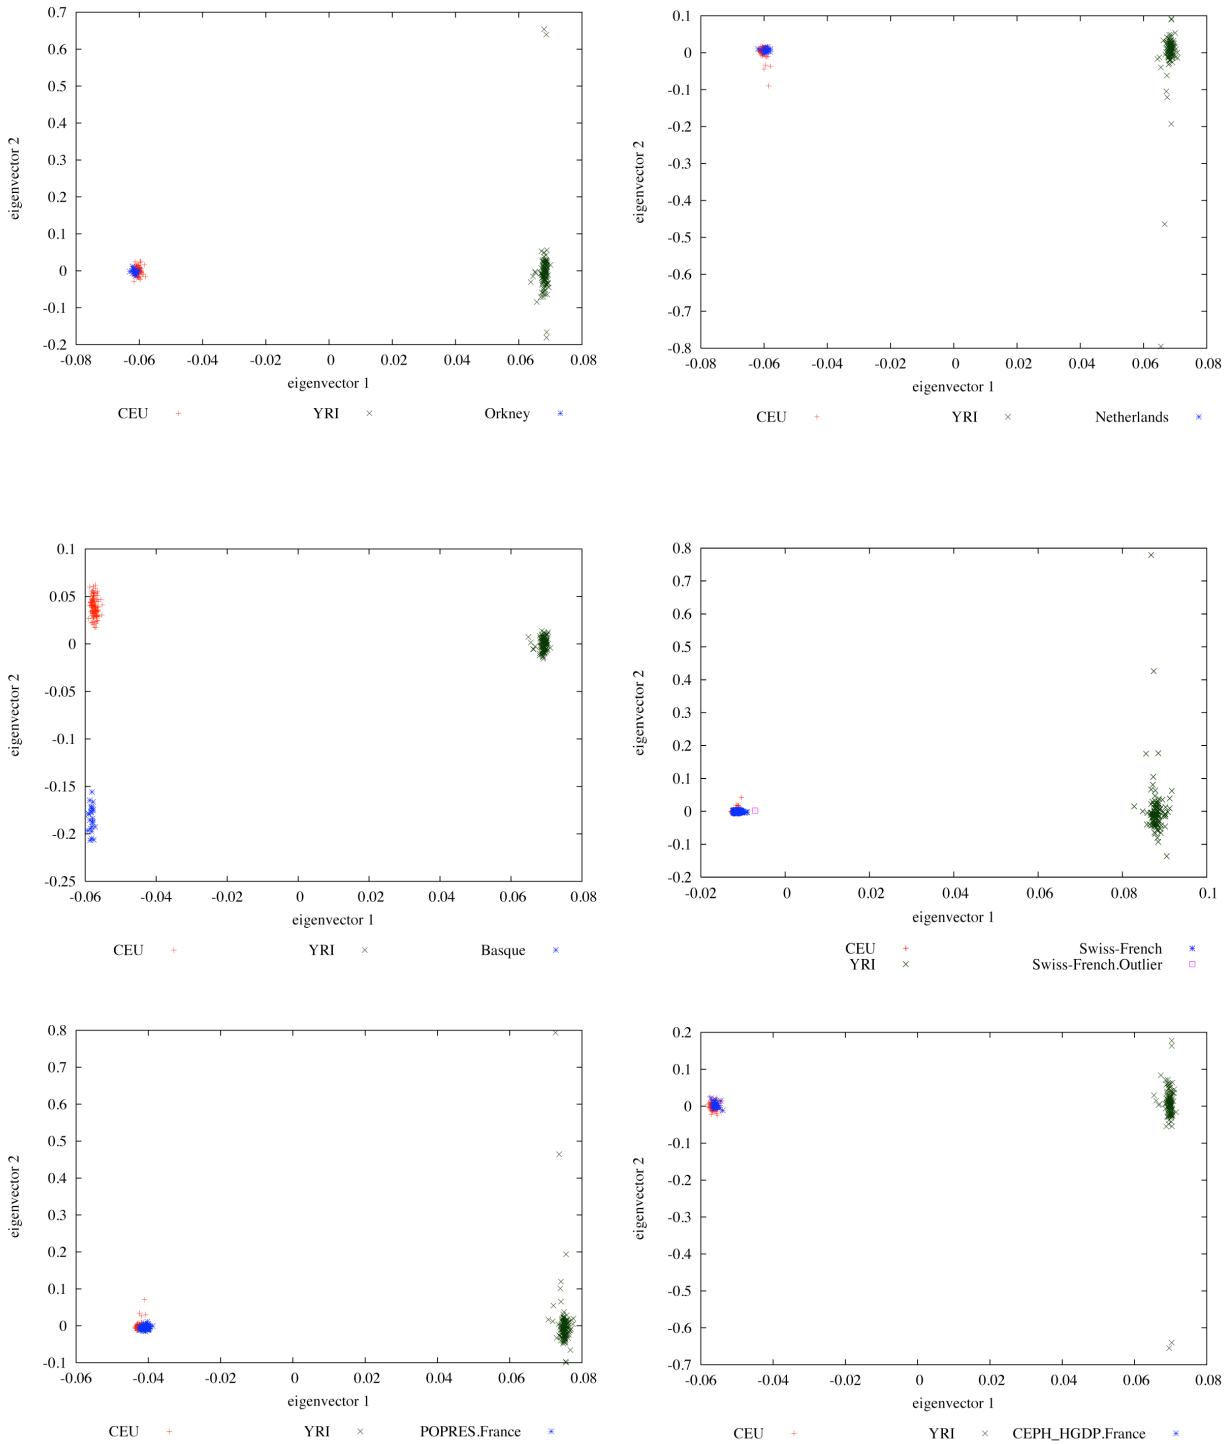 0.7
0.6
0.5
0.4
0.3
0.2
0.1
0
-0.1
-0.2
eigenvector 2
-0.08 -0.06 -0.04 -0.02 0 0.02 0.04 0.06 0.08
eigenvector 1
CEU YRI Orkney
0.1
0
-0.1
-0.2
-0.3
-0.4
-0.5
-0.6
-0.7
-0.8
eigenvector 2
-0.08 -0.06 -0.04 -0.02 0 0.02 0.04 0.06 0.08
eigenvector 1
CEU YRI Netherlands
0.1
0.05
0
-0.05
-0.1
-0.15
-0.2
-0.25
eigenvector 2
-0.06 -0.04 -0.02 0 0.02 0.04 0.06 0.08
eigenvector 1
CEU YRI Basque
0.8
0.7
0.6
0.5
0.4
0.3
0.2
0.1
0
-0.1
-0.2
eigenvector 2
-0.02 0 0.02 0.04 0.06 0.08 0.1
eigenvector 1
CEU Swiss-French
YRI Swiss-French.Outlier
0.8
0.7
0.6
0.5
0.4
0.3
0.2
0.1
0
-0.1
eigenvector 2
-0.06 -0.04 -0.02 0 0.02 0.04 0.06 0.08
eigenvector 1
CEU YRI POPRES.France
0.2
0.1
0
-0.1
-0.2
-0.3
-0.4
-0.5
-0.6
-0.7
eigenvector 2
-0.06 -0.04 -0.02 0 0.02 0.04 0.06 0.08
eigenvector 1
CEU YRI CEPH_HGDP.France